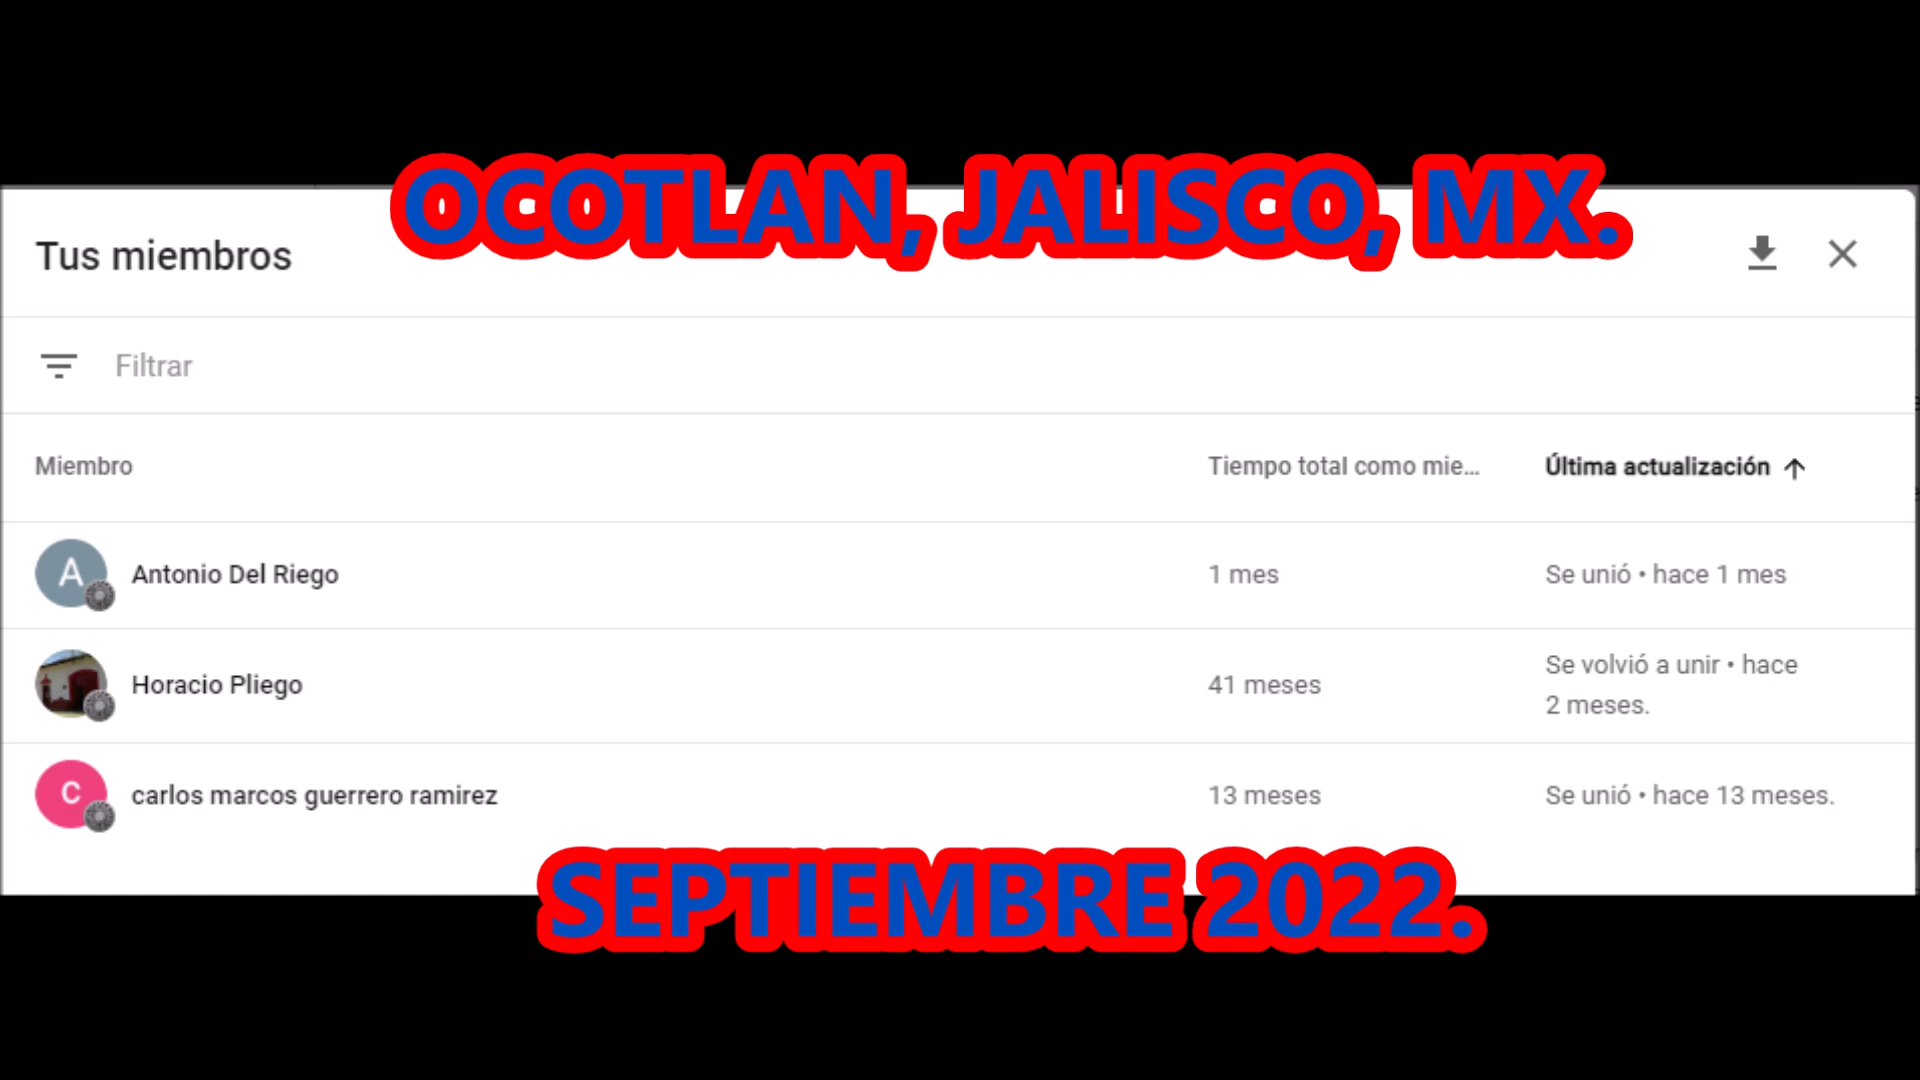 OCOTLAN, JALISCO, MX.
Tus miembros
Filtrar
Miembro Tiempo total como mie... Última actualización
A Antonio Del Riego 1 mes Se unió • hace 1 mes
Horacio Pliego 41 meses Se volvió a unir • hace
2 meses.
C carlos marcos guerrero ramirez 13 meses Se unió • hace 13 meses.
SEPTIEMBRE 2022.